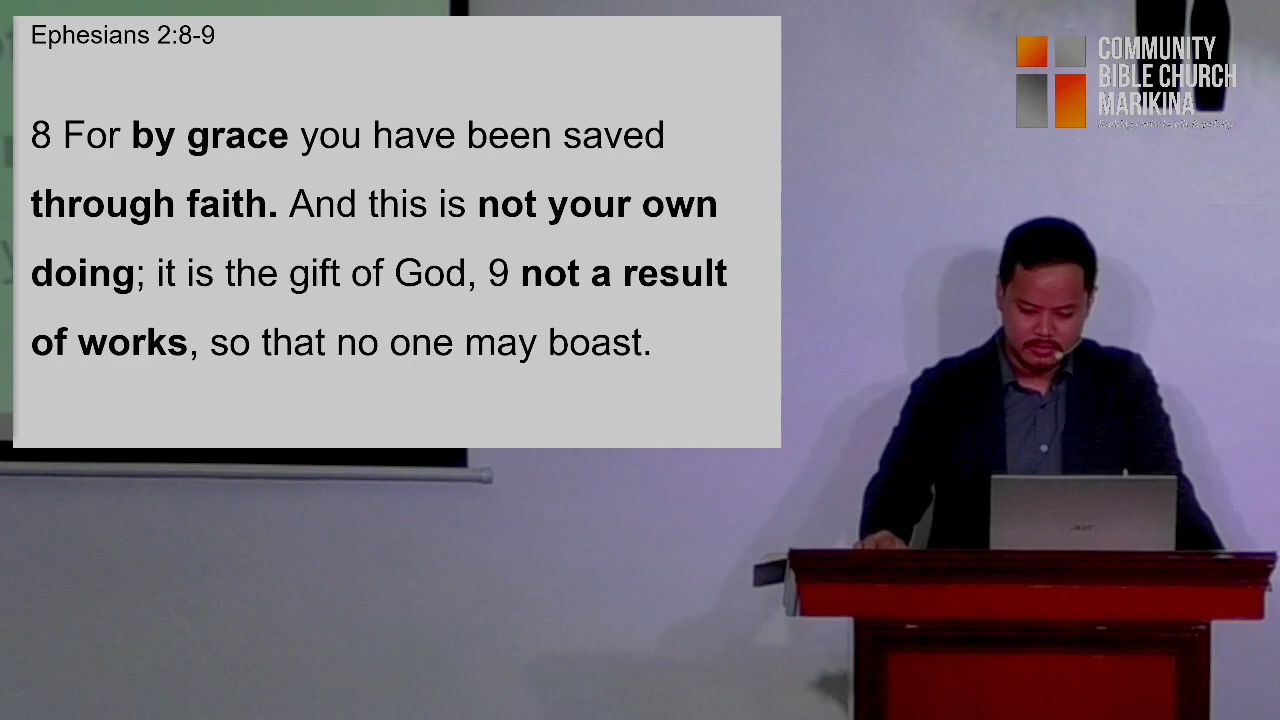 Ephesians 2:8-9
8 For by grace you have been saved
through faith. And this is not your own
doing; it is the gift of God, 9 not a result
of works, so that no one may boast.
COMMUNITY
BIBLE CHURCH
MARIKINA
acer